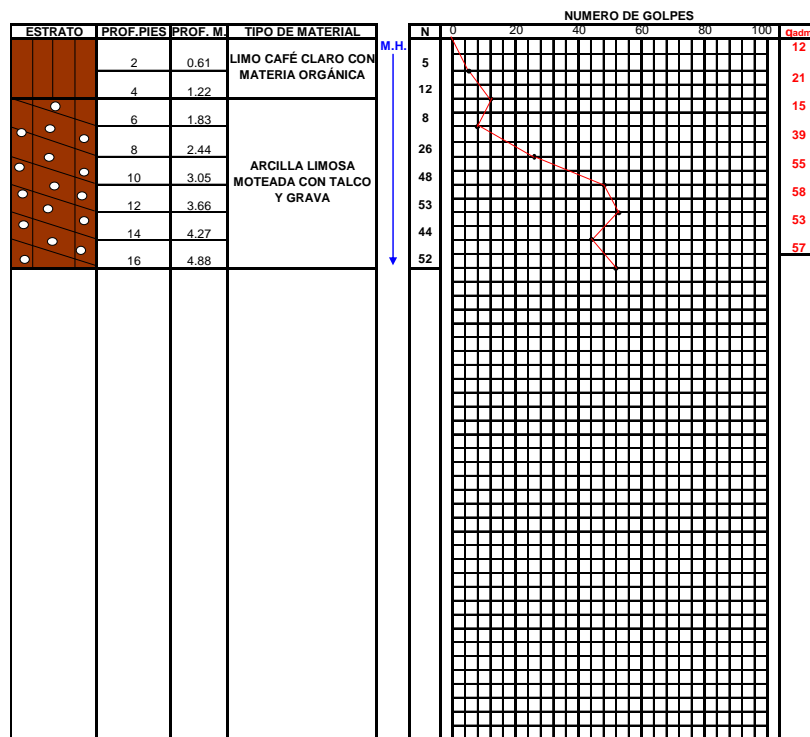 NUMERO DE GOLPES
ESTRATO PROF.PIES PROF. M. TIPO DE MATERIAL N 0 20 40 60 80 100 qadm
M.H.
LIMO CAFÉ CLARO CON
MATERIA ORGÁNICA
ARCILLA LIMOSA
MOTEADA CON TALCO
Y GRAVA
2 0.61 5 12
4 1.22 12 21
6 1.83 8 15
8 2.44 26 39
10 3.05 48 55
12 3.66 53 58
14 4.27 44 53
16 4.88 52 57